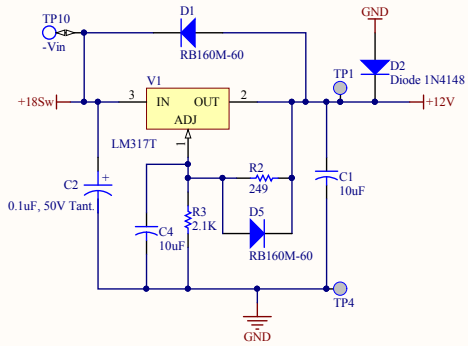 D1
TP10
GND
-Vin
RB160M-60
D2
TP1
Diode 1N4148
V1
3
IN
OUT
2
+18Sw
+12V
ADJ
1
LM317T
R2
C1
249
10uF
C2
+
0.1uF, 50V Tant.
R3
2.1K
D5
C4
10uF
RB160M-60
TP4
GND